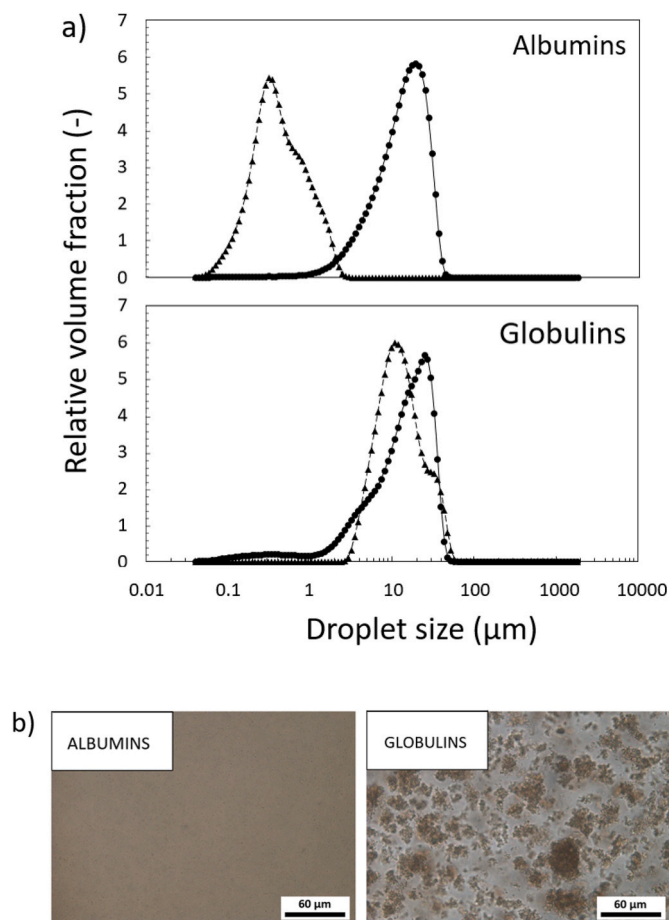 a)
Albumins
7
6
5
4
3
2
1
0
Globulins
7
6
5
4
3
2
1
0
Relative volume fraction (-)
0.01 0.1 1 10 100 1000 10000
Droplet size (µm)
b)
ALBUMINS
60 µm
GLOBULINS
60 µm